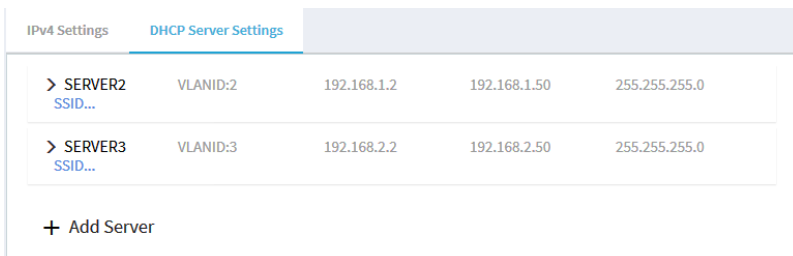 IPv4 Settings DHCP Server Settings
SERVER2 VLANID:2 192.168.1.2 192.168.1.50 255.255.255.0
SSID...
SERVER3 VLANID:3 192.168.2.2 192.168.2.50 255.255.255.0
SSID...
+ Add Server